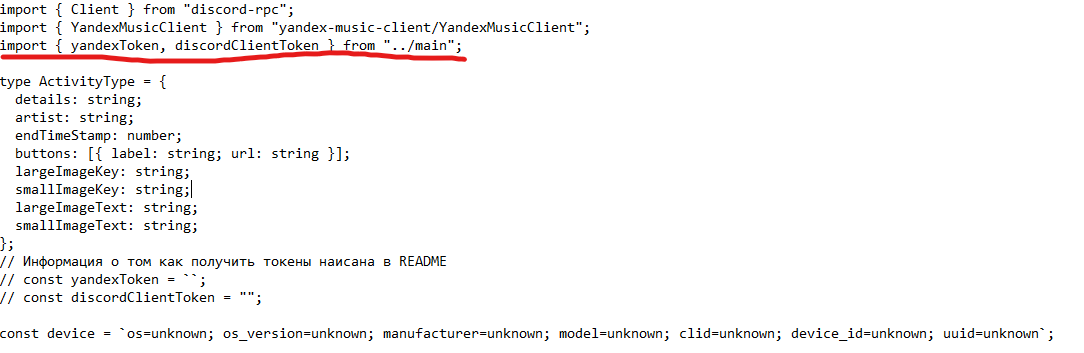 import { Client } from "discord-rpc";
import { YandexMusicClient } from "yandex-music-client/YandexMusicClient";
import { yandexToken, discordClientToken } from "../main";
type ActivityType = {
  details: string;
  artist: string;
  endTimeStamp: number;
  buttons: [{ label: string; url: string }];
  largeImageKey: string;
  smallImageKey: string;
  largeImageText: string;
  smallImageText: string;
};
// Информация о том как получить токены наисана в README
// const yandexToken = ``;
// const discordClientToken = "";
const device = `os=unknown; os_version=unknown; manufacturer=unknown; model=unknown; clid=unknown; device_id=unknown; uuid=unknown`;